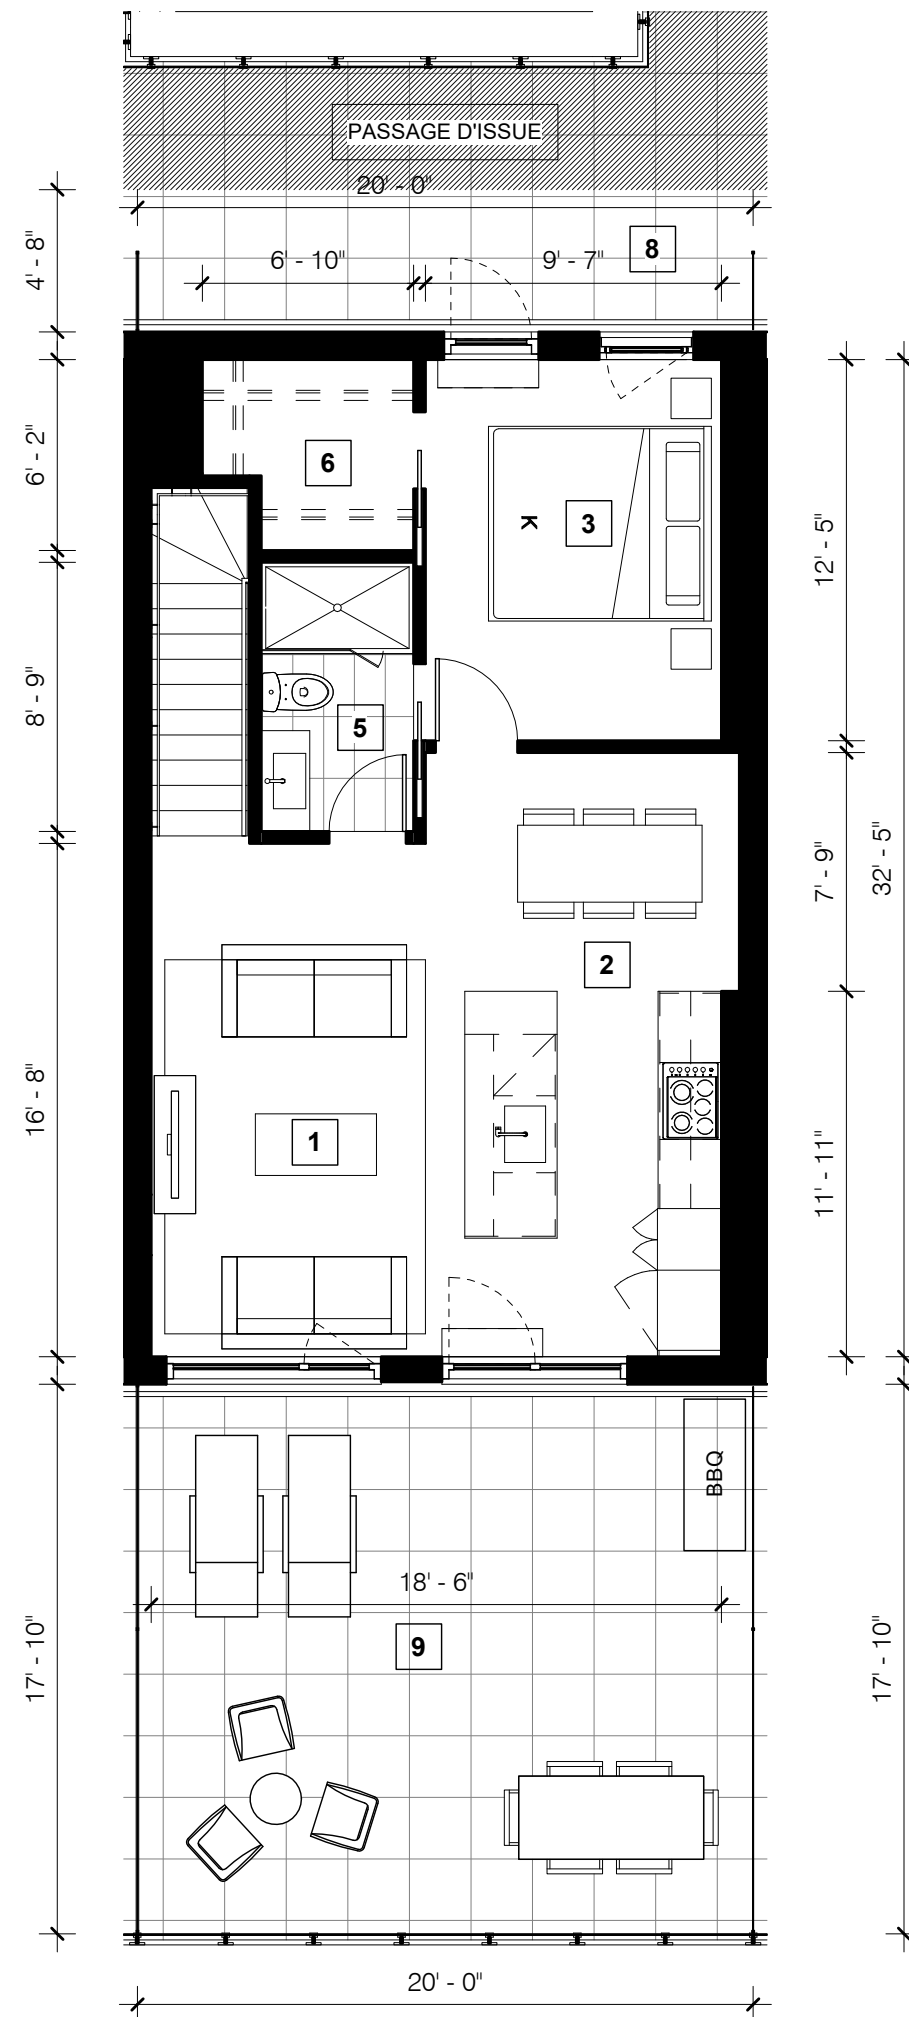 PASSAGE D'ISSUE
20' - 0"
4' - 8"
8
6' - 10"
9' - 7"
6' - 2"
6
3
K
12' - 5"
8' - 9"
5
7' - 9"
32' - 5"
2
16' - 8"
1
11' - 11"
BBQ
18' - 6"
9
17' - 10"
17' - 10"
20' - 0"